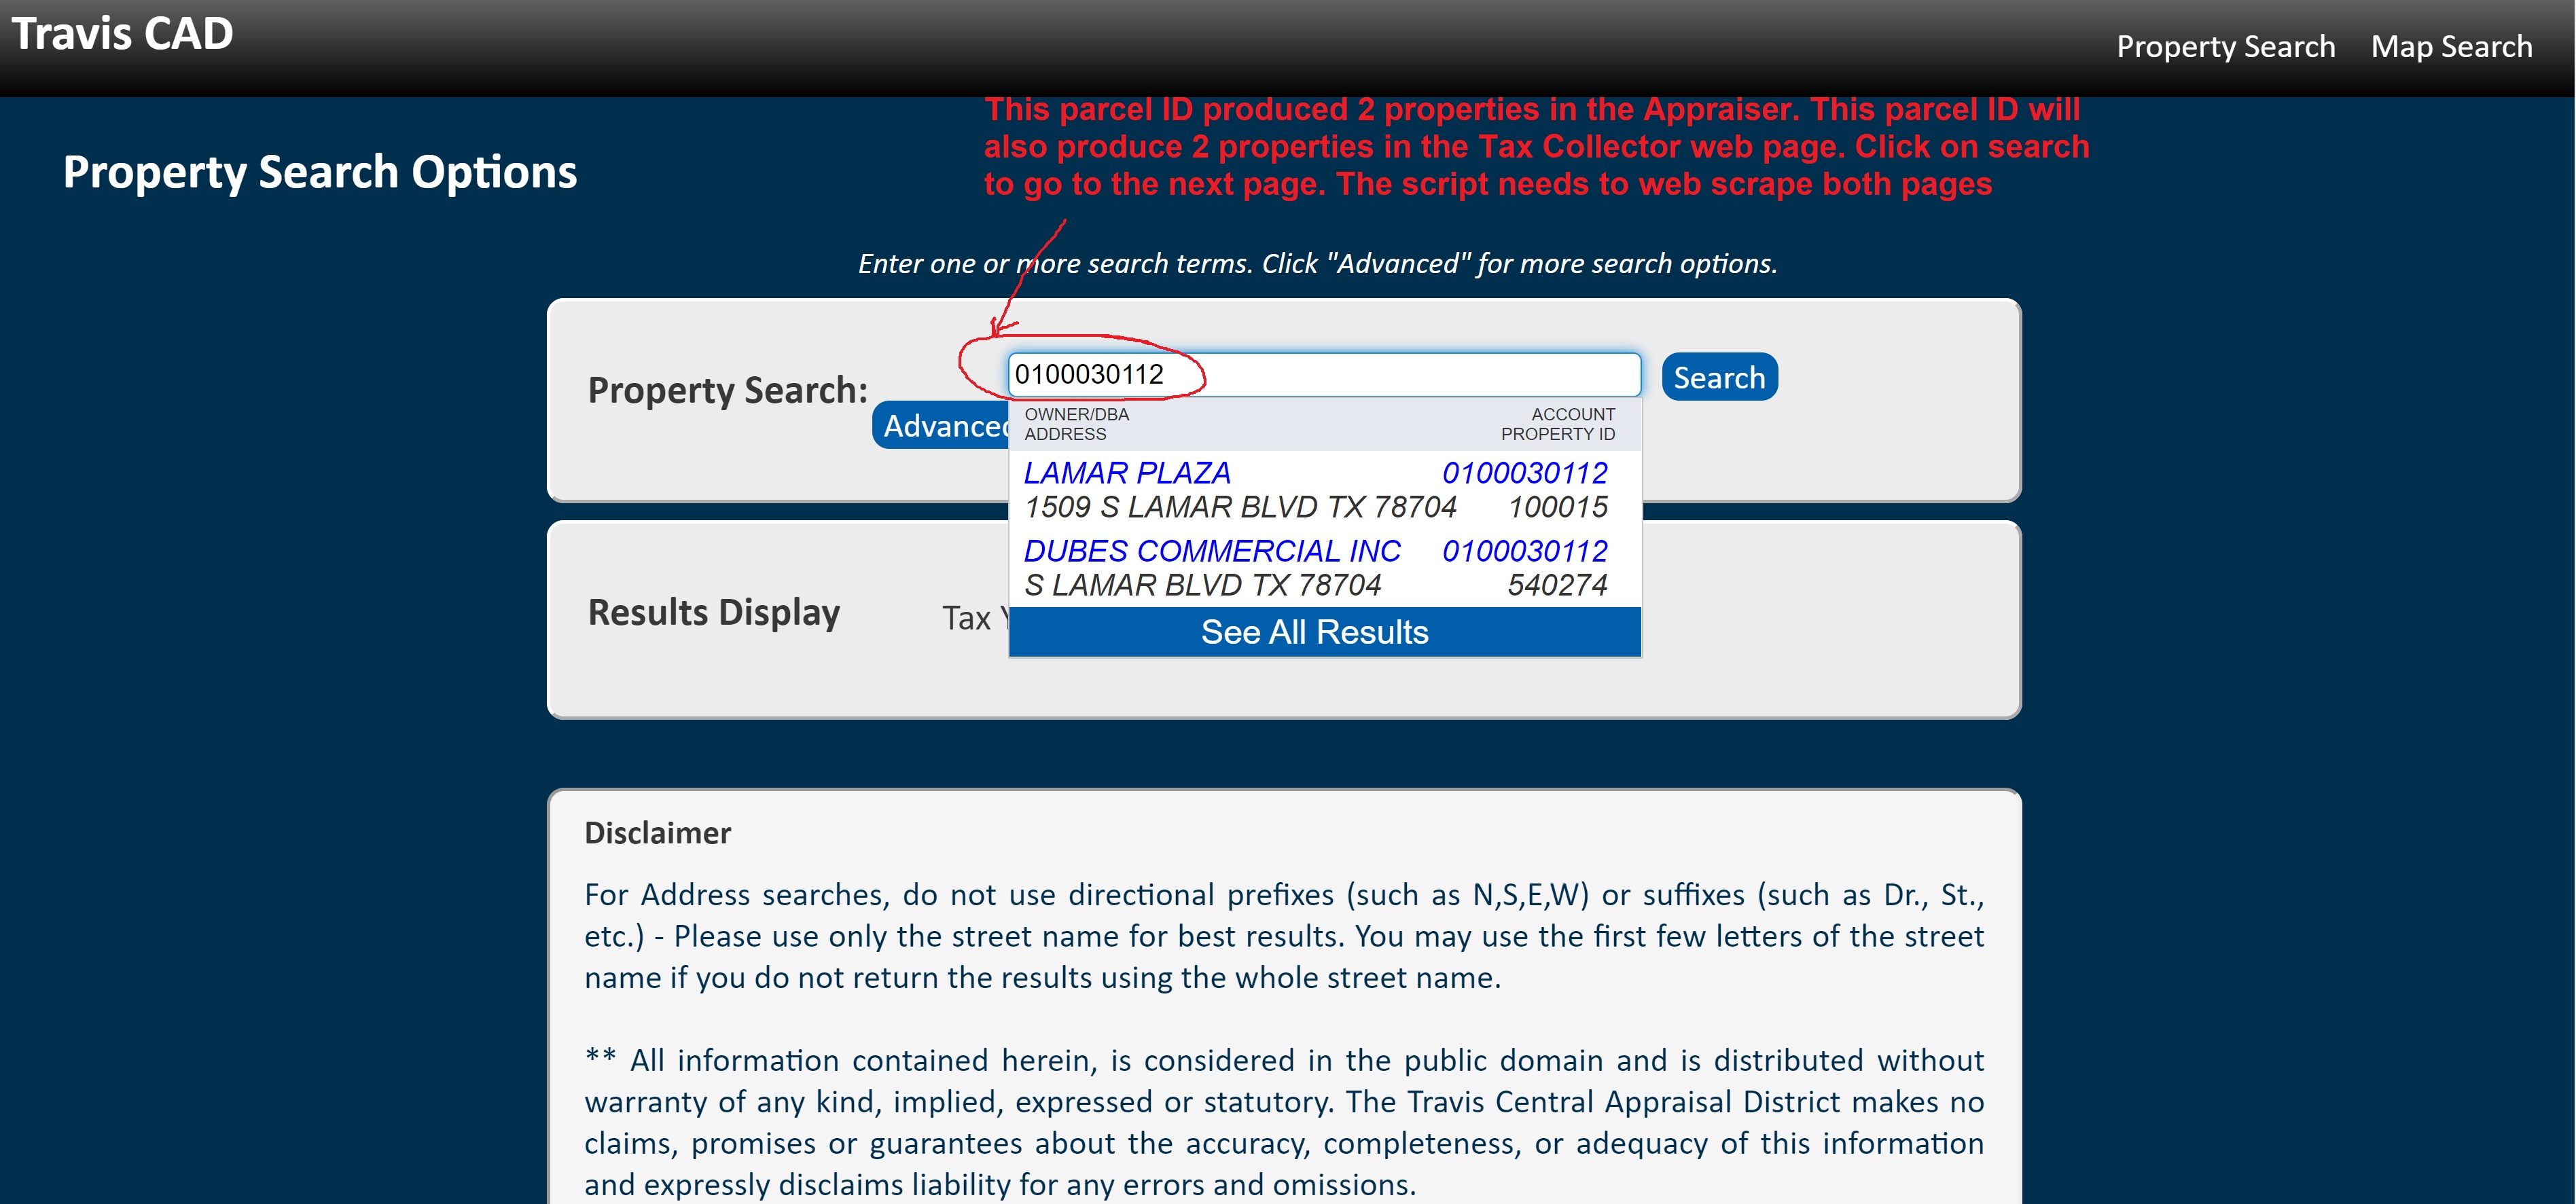 Travis CAD
Property Search
Map Search
This parcel ID produced 2 properties in the Appraiser. This parcel ID will
also produce 2 properties in the Tax Collector web page. Click on search
to go to the next page. The script needs to web scrape both pages
Property Search Options
Enter one or more search terms. Click "Advanced" for more search options.
Property Search:
0100030112
Search
Advanced
OWNER/DBA ACCOUNT
ADDRESS PROPERTY ID
LAMAR PLAZA 0100030112
1509 S LAMAR BLVD TX 78704 100015
DUBES COMMERCIAL INC 0100030112
S LAMAR BLVD TX 78704 540274
See All Results
Results Display
Tax
Disclaimer
For Address searches, do not use directional prefixes (such as N,S,E,W) or suffixes (such as Dr., St.,
etc.) - Please use only the street name for best results. You may use the first few letters of the street
name if you do not return the results using the whole street name.
** All information contained herein, is considered in the public domain and is distributed without
warranty of any kind, implied, expressed or statutory. The Travis Central Appraisal District makes no
claims, promises or guarantees about the accuracy, completeness, or adequacy of this information
and expressly disclaims liability for any errors and omissions.